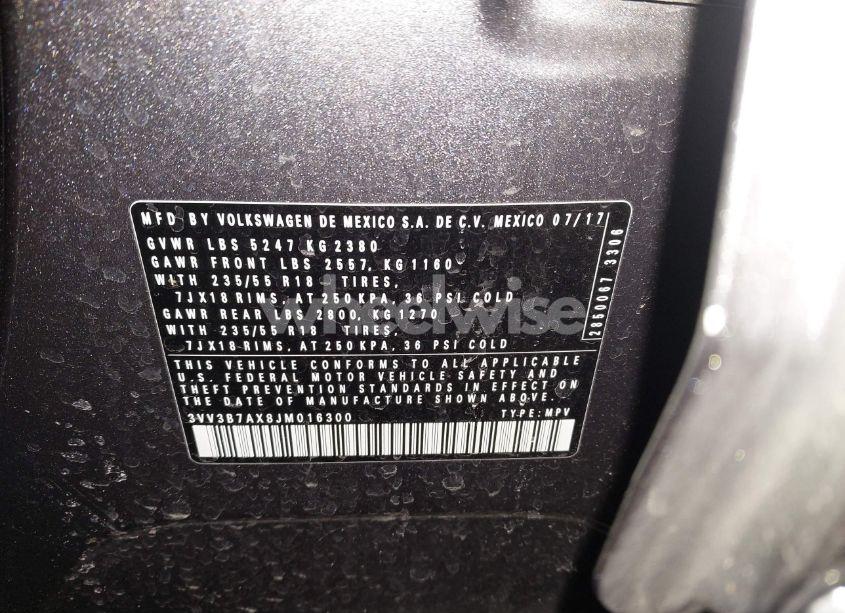 MFD BY VOLKSWAGEN DE MEXICO S.A. DE C.V. MEXICO 07/17
GVWR LBS 5247 KG 2380
GAWR FRONT LBS 2557, KG 1160
WITH 235/55 R18 TIRES,
7JX18 RIMS, AT 250 KPA, 36 PSI COLD
GAWR REAR LBS 2800, KG 1270
WITH 235/55 R18 TIRES,
7JX18 RIMS, AT 250 KPA, 36 PSI COLD
THIS VEHICLE CONFORMS TO ALL APPLICABLE
U.S. FEDERAL MOTOR VEHICLE SAFETY AND
THEFT PREVENTION STANDARDS IN EFFECT ON
THE DATE OF MANUFACTURE SHOWN ABOVE.
3VV3B7AX8JM016300 TYPE: MPV
2850067 3306
wheelwise